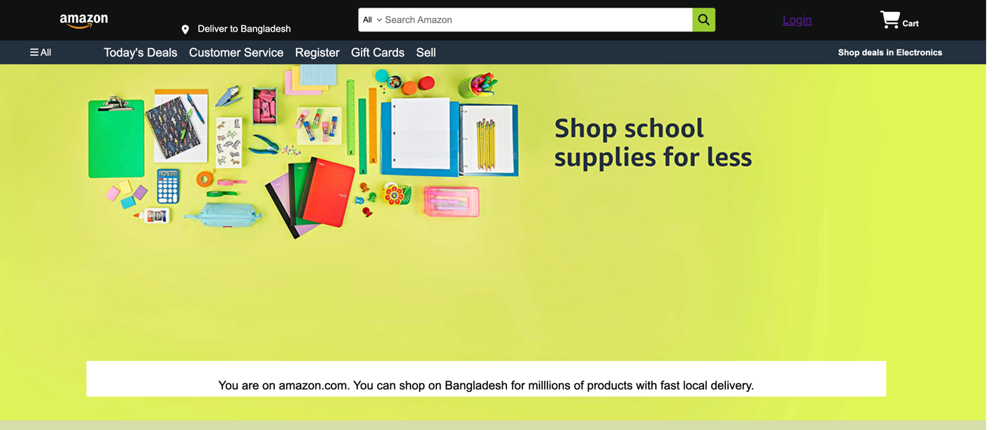 amazon
Deliver to Bangladesh
All Search Amazon
Login
Cart
All
Today's Deals Customer Service Register Gift Cards Sell
Shop deals in Electronics
Shop school
supplies for less
You are on amazon.com. You can shop on Bangladesh for milllions of products with fast local delivery.